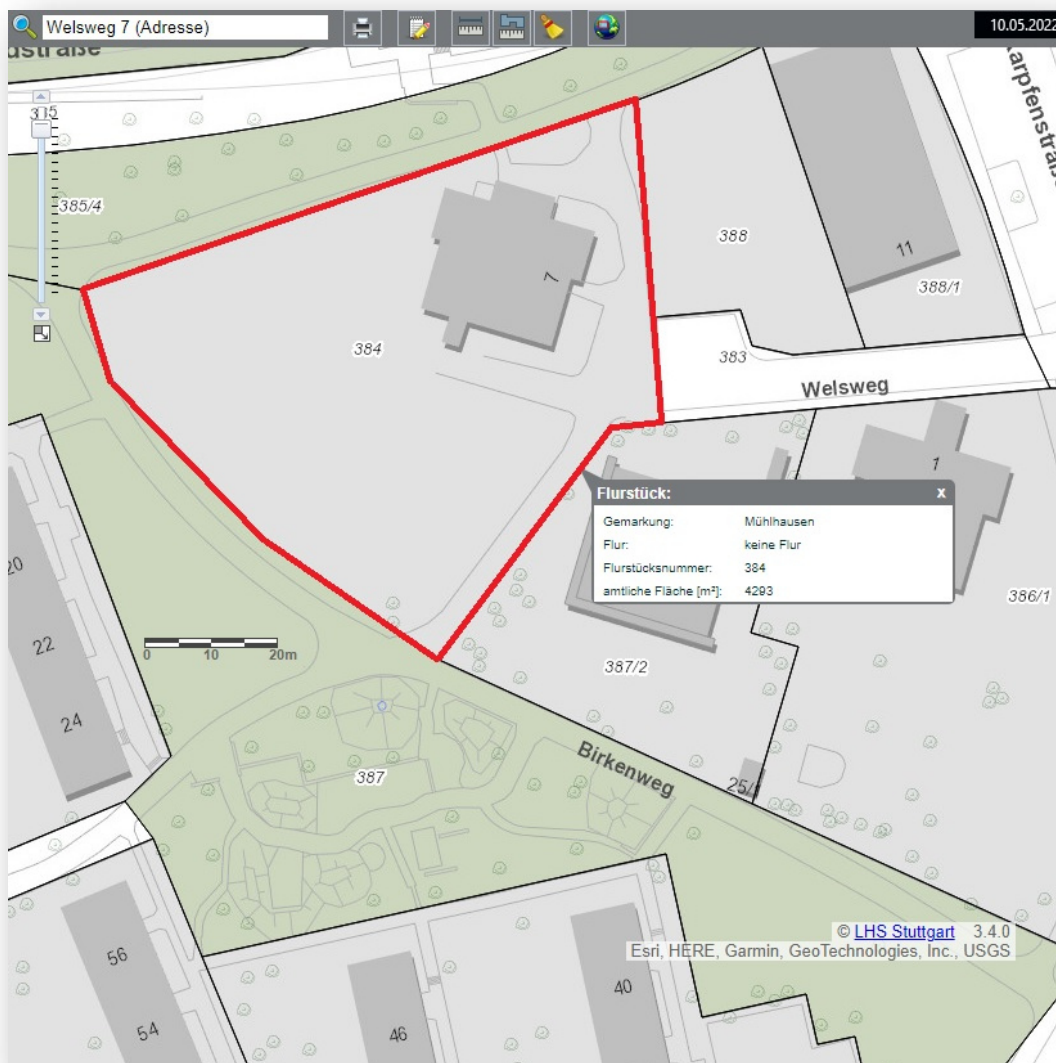 Welsweg 7 (Adresse)
10.05.2022
dstraße
385/4
Karpfenstraß
388
11
388/1
7
384
383
Welsweg
1
Flurstück: x
Gemarkung: Mühlhausen
Flur: keine Flur
Flurstücksnummer: 384
amtliche Fläche [m²]: 4293
20
386/1
22
0 10 20m
387/2
24
Birkenweg
387
25/
© LHS Stuttgart 3.4.0
Esri, HERE, Garmin, GeoTechnologies, Inc., USGS
56
40
54
46